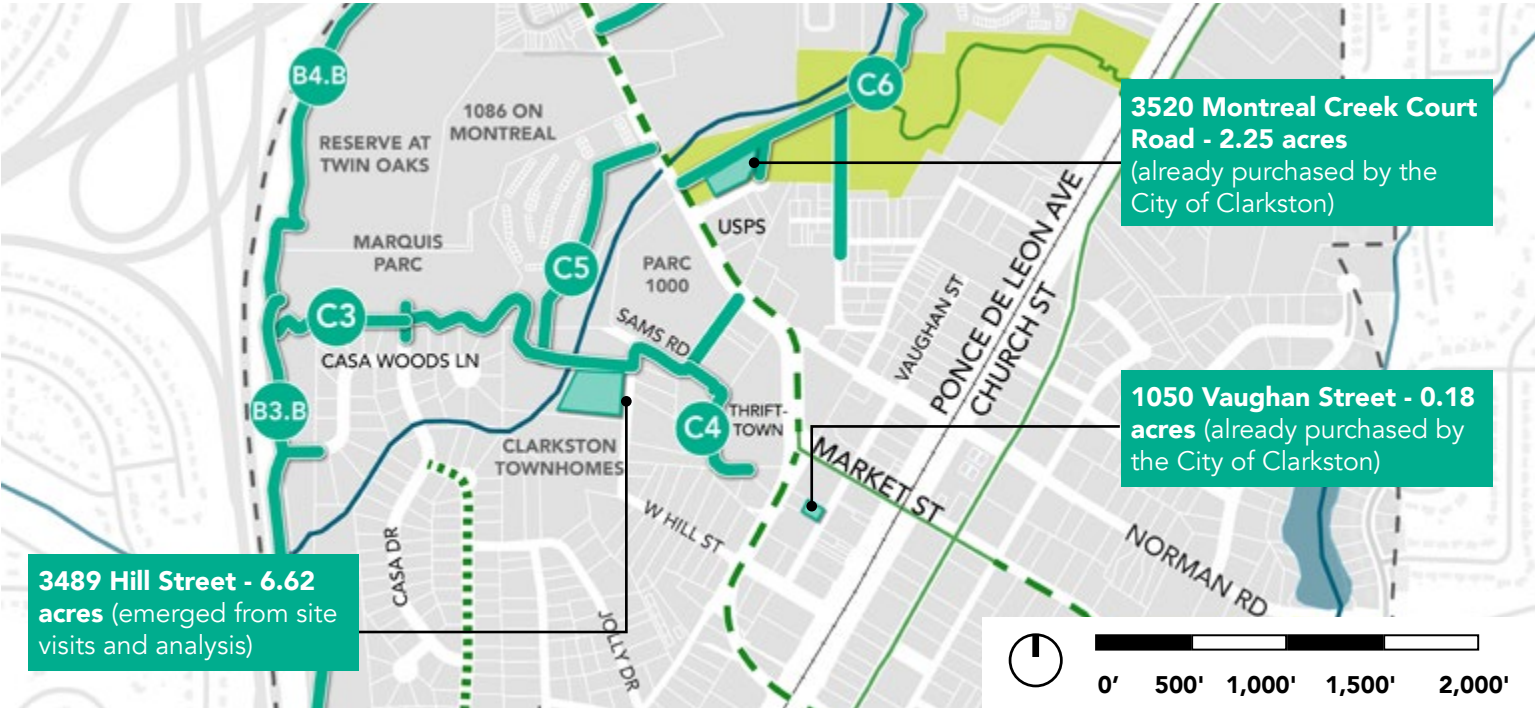 B4.B
1086 ON
MONTREAL
RESERVE AT
TWIN OAKS
C6
3520 Montreal Creek Court
Road - 2.25 acres
(already purchased by the
City of Clarkston)
MARQUIS
PARC
C5
PARC
1000
USPS
C3
CASA WOODS LN
SAMS RD
VAUGHAN ST
PONCE DE LEON AVE
CHURCH ST
B3.B
CLARKSTON
TOWNHOMES
C4
THRIFT-
TOWN
1050 Vaughan Street - 0.18
acres (already purchased by
the City of Clarkston)
MARKET ST
W HILL ST
NORMAN RD
CASA DR
JOLLY DR
3489 Hill Street - 6.62
acres (emerged from site
visits and analysis)
0’ 500' 1,000' 1,500' 2,000'